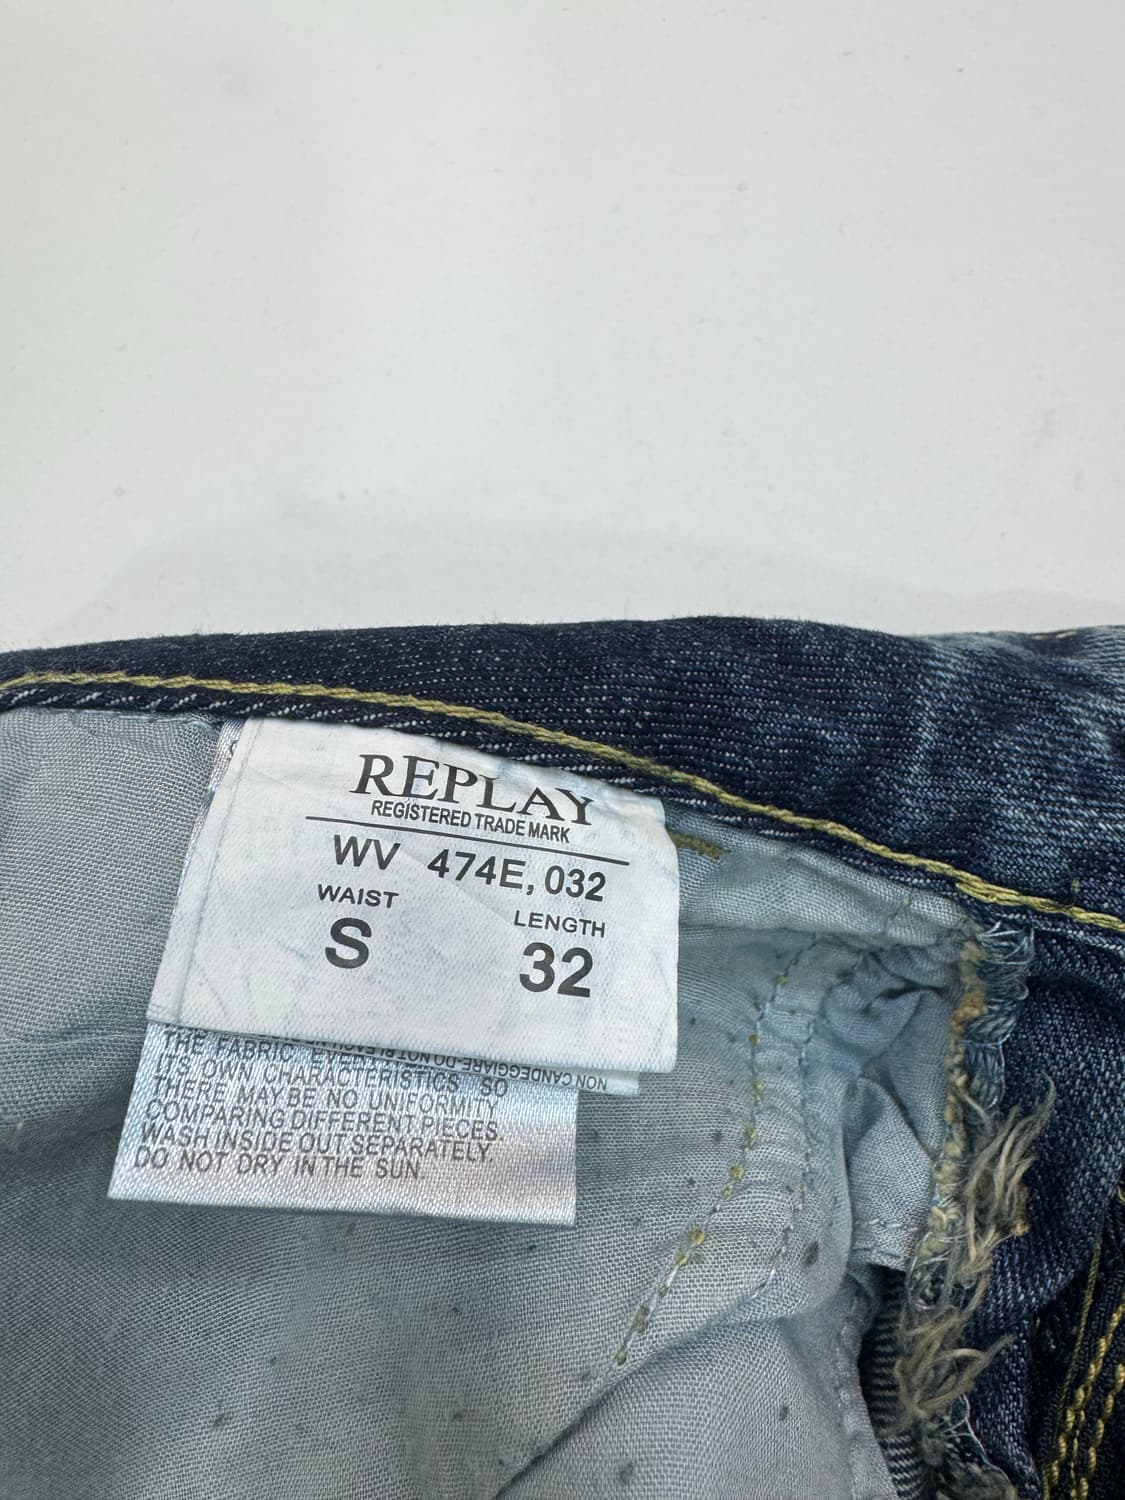 REPLAY
REGISTERED TRADE MARK
WV 474E, 032
WAIST LENGTH
S 32
NON CANDEGGIARE-DO NOT BLEACH
THE FABRIC
ITS OWN CHARACTERISTICS SO
THERE MAY BE NO UNIFORMITY
COMPARING DIFFERENT PIECES.
WASH INSIDE OUT SEPARATELY.
DO NOT DRY IN THE SUN.